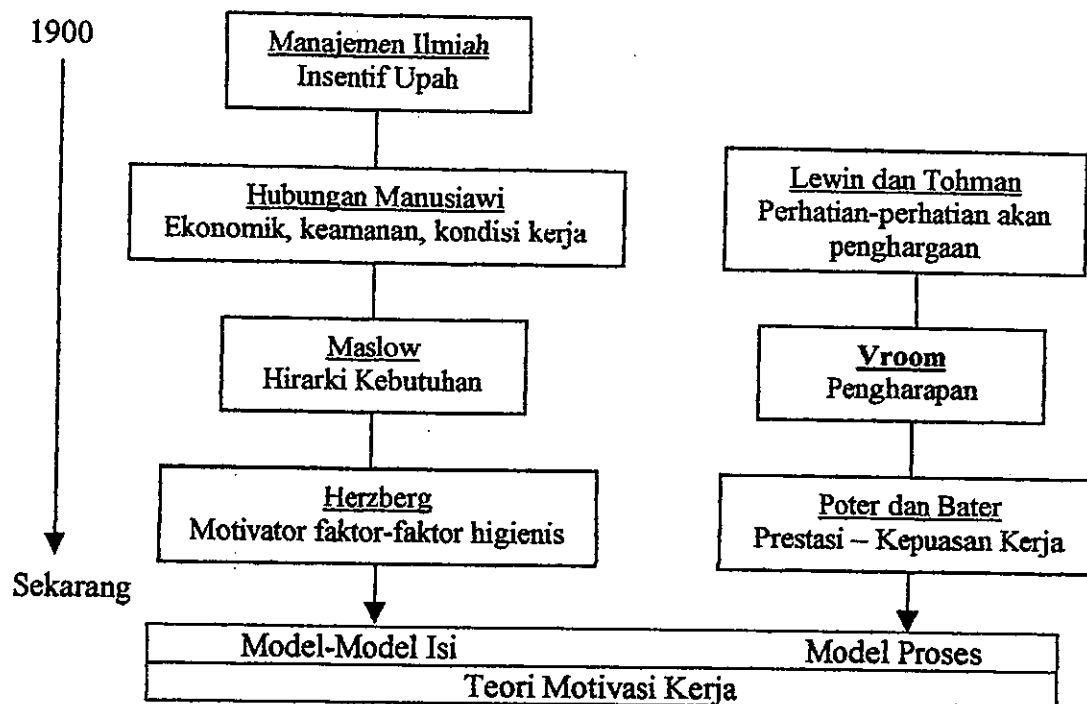 1900
Manajemen Ilmiah
Insentif Upah
Hubungan Manusiawi
Ekonomik, keamanan, kondisi kerja
Lewin dan Tohman
Perhatian-perhatian akan
penghargaan
Maslow
Hirarki Kebutuhan
Vroom
Pengharapan
Herzberg
Motivator faktor-faktor higienis
Poter dan Bater
Prestasi – Kepuasan Kerja
Sekarang
Model-Model Isi
Model Proses
Teori Motivasi Kerja